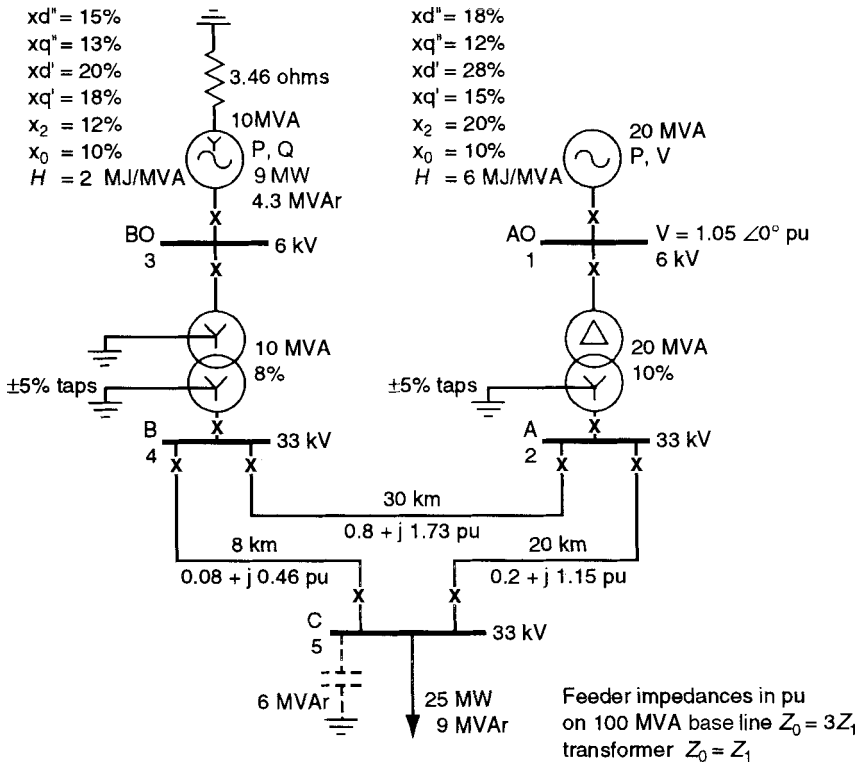 xd" = 15%
xq" = 13%
xd' = 20%
xq' = 18%
x2 = 12%
x0 = 10%
H = 2 MJ/MVA
3.46 ohms
10MVA
Y
P, Q
9 MW
4.3 MVAr
xd" = 18%
xq" = 12%
xd' = 28%
xq' = 15%
x2 = 20%
x0 = 10%
H = 6 MJ/MVA
20 MVA
P, V
X
BO
3
6 kV
X
X
AO
1
V = 1.05 ∠0° pu
6 kV
X
Y
Y
10 MVA
8%
±5% taps
Δ
Y
20 MVA
10%
±5% taps
X
B
4
33 kV
X
X
X
A
2
33 kV
X
X
30 km
0.8 + j 1.73 pu
8 km
0.08 + j 0.46 pu
20 km
0.2 + j 1.15 pu
X
X
C
5
33 kV
6 MVAr
25 MW
9 MVAr
Feeder impedances in pu
on 100 MVA base line Z0 = 3Z1
transformer Z0 = Z1